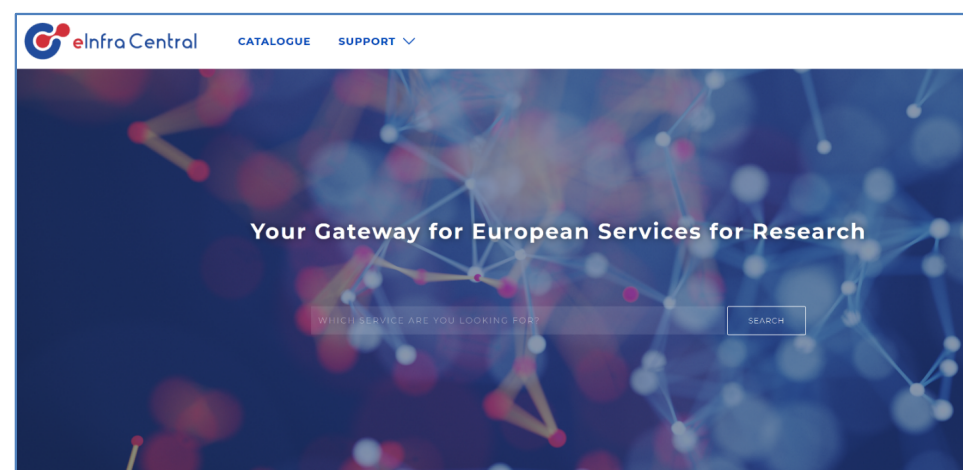 eInfraCentral
CATALOGUE SUPPORT
Your Gateway for European Services for Research
WHICH SERVICE ARE YOU LOOKING FOR?
SEARCH